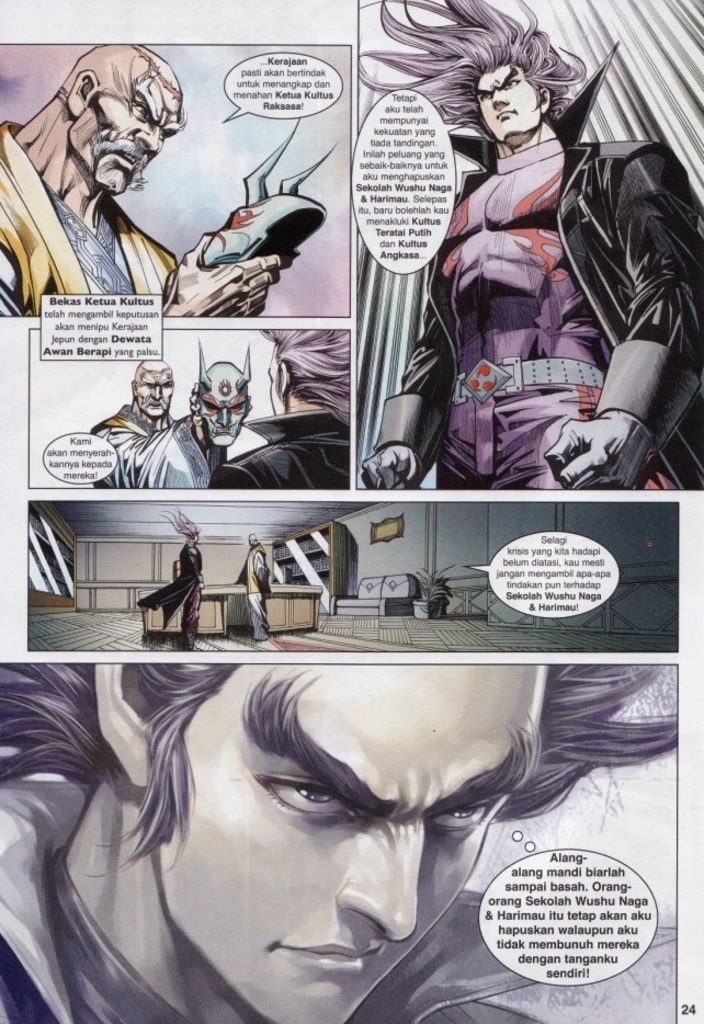 ...Kerajaan
pasti akan bertindak
untuk menangkap dan
menahan Ketua Kultus
Raksasa!
Tetapi
aku telah
mempunyai
kekuatan yang
tiada tandingan.
Inilah peluang yang
sebaik-baiknya untuk
aku menghapuskan
Sekolah Wushu Naga
& Harimau. Selepas
itu, baru bolehlah kau
menakluki Kultus
Teratai Putih
dan Kultus
Angkasa...
Bekas Ketua Kultus
telah mengambil keputusan
akan menipu Kerajaan
Jepun dengan Dewata
Awan Berapi yang palsu.
Kami
akan menyerah-
kannya kepada
mereka!
Selagi
krisis yang kita hadapi
belum diatasi, kau mesti
jangan mengambil apa-apa
tindakan pun terhadap
Sekolah Wushu Naga
& Harimau!
Alang-
alang mandi biarlah
sampai basah. Orang-
orang Sekolah Wushu Naga
& Harimau itu tetap akan aku
hapuskan walaupun aku
tidak membunuh mereka
dengan tanganku
sendiri!
24